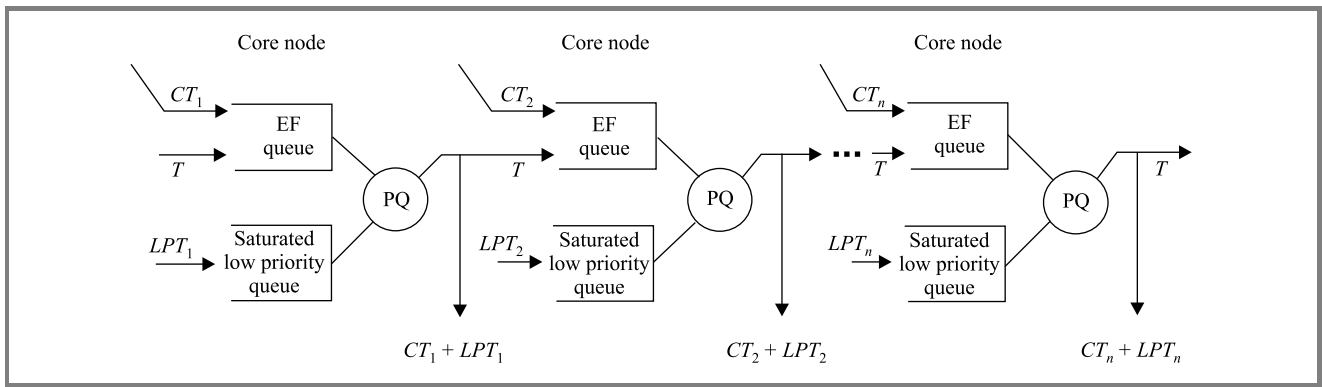 Core node
Core node
Core node
CT1
EF
queue
T
PQ
LPT1
Saturated
low priority
queue
CT1 + LPT1
CT2
EF
queue
T
PQ
LPT2
Saturated
low priority
queue
CT2 + LPT2
CTn
EF
queue
T
PQ
T
LPTn
Saturated
low priority
queue
CTn + LPTn